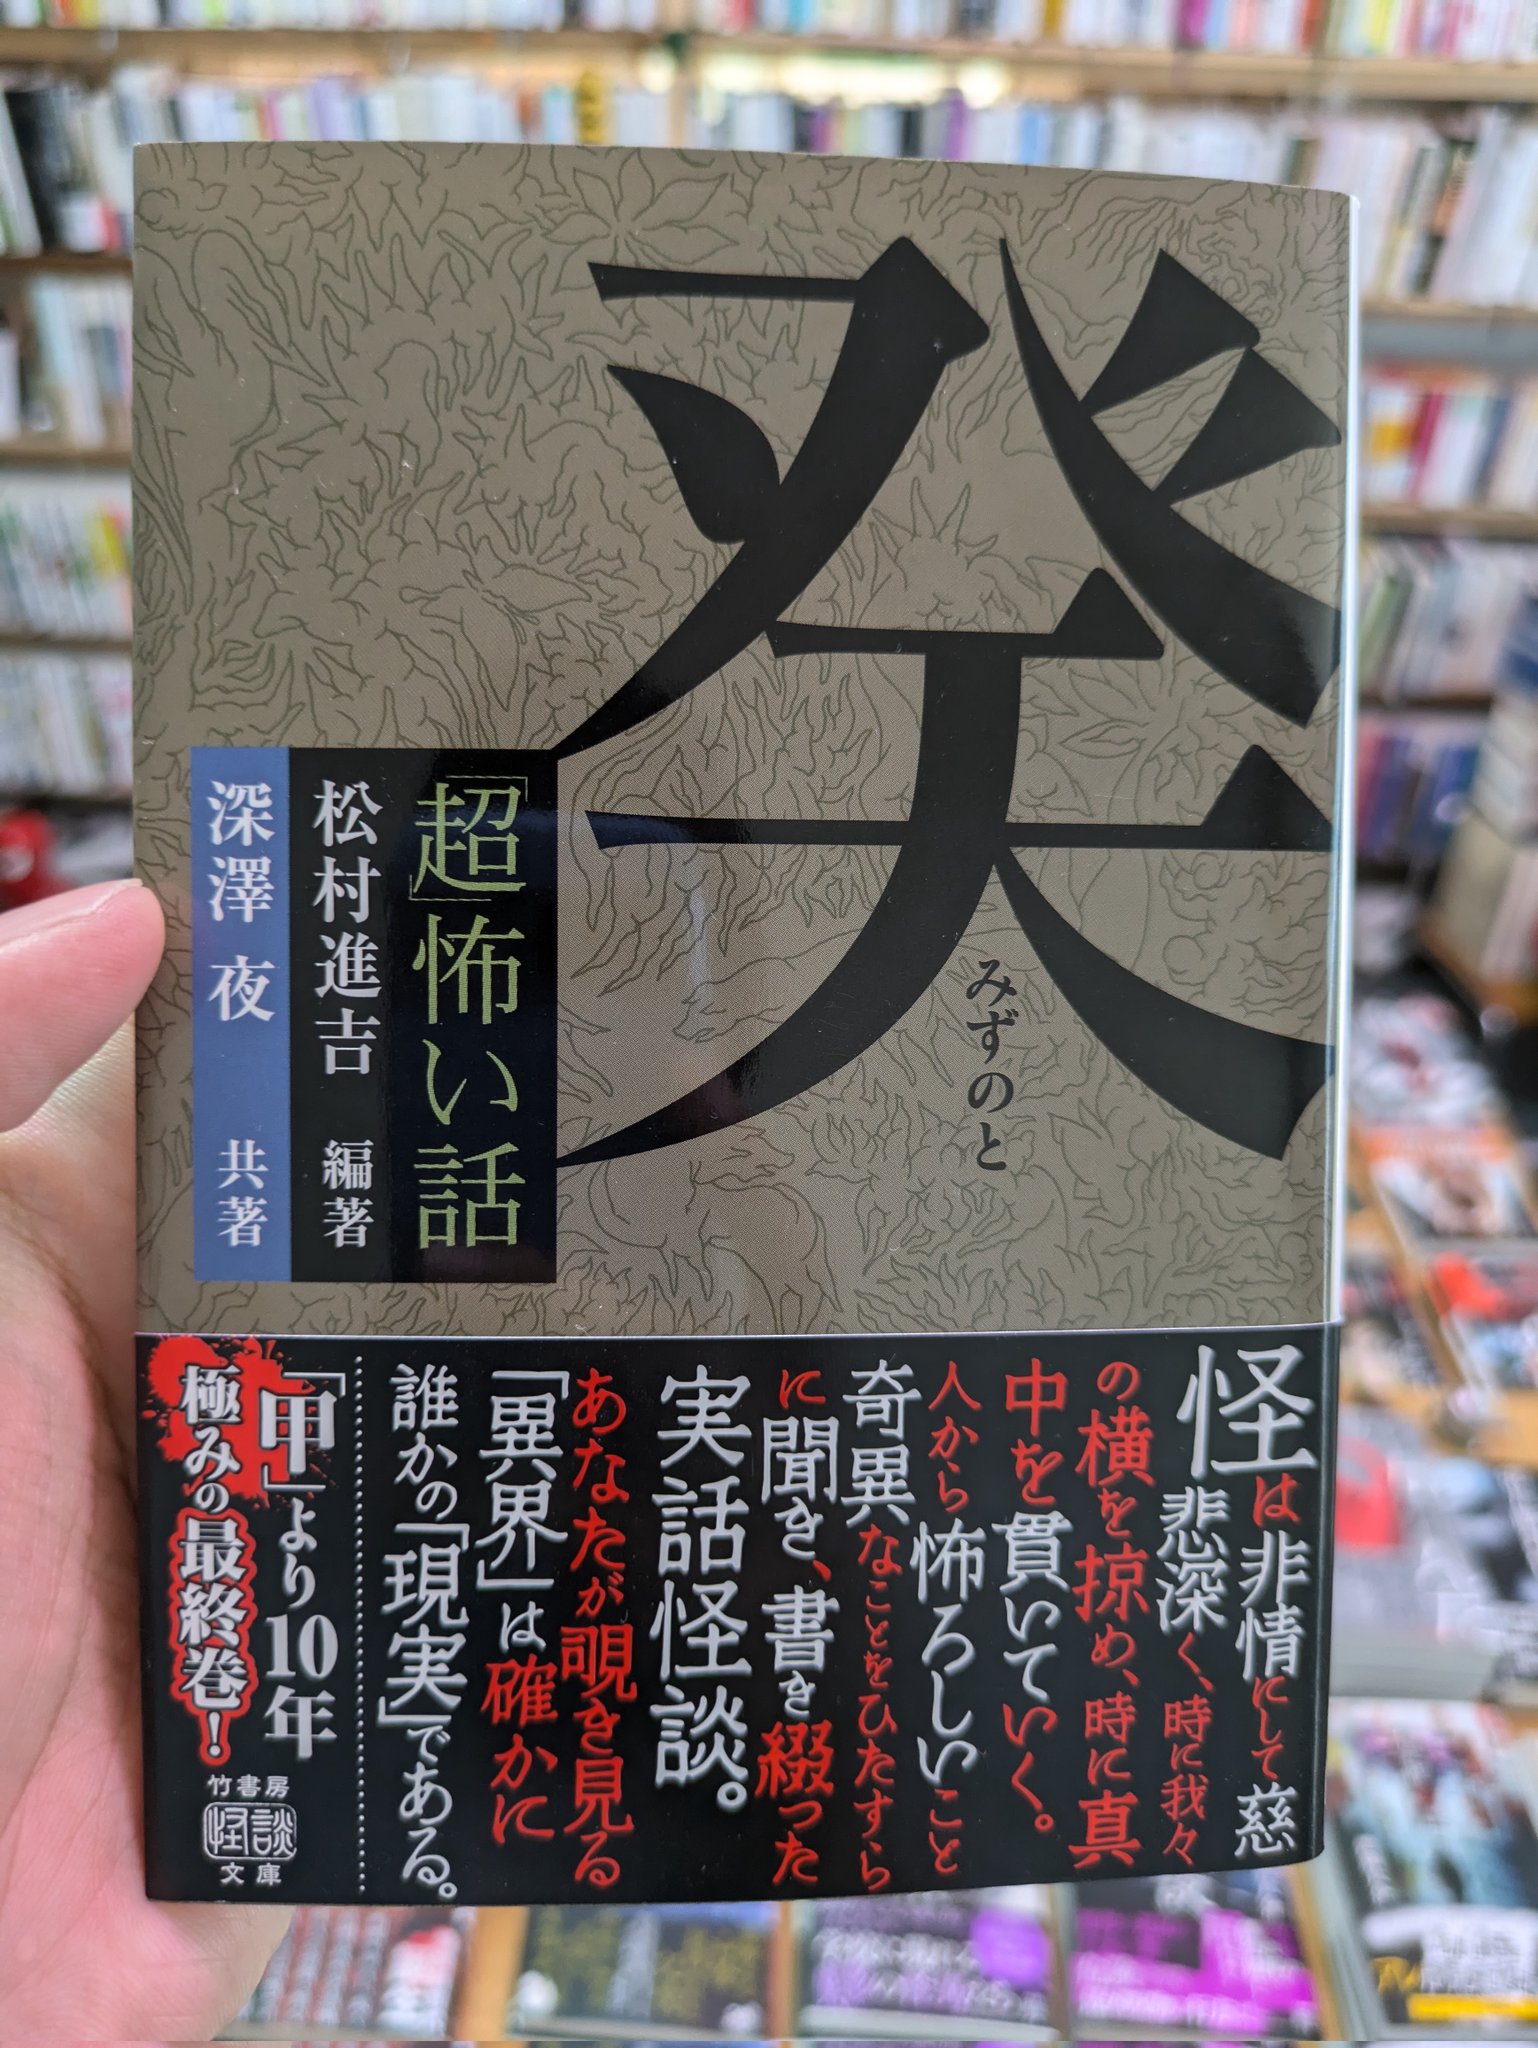 癸
みずのと
「超」怖い話
松村進吉 編著
深澤夜 共著
怪は非情にして慈
悲深く、時に我々
の横を掠め、時に真
中を貫いていく。
人から怖ろしいこと
奇異なことをひたすら
に聞き、書き綴った
実話怪談。
あなたが覗き見る
「異界」は確かに
誰かの「現実」である。
「甲」より10年
極みの最終巻！
竹書房
怪談
文庫